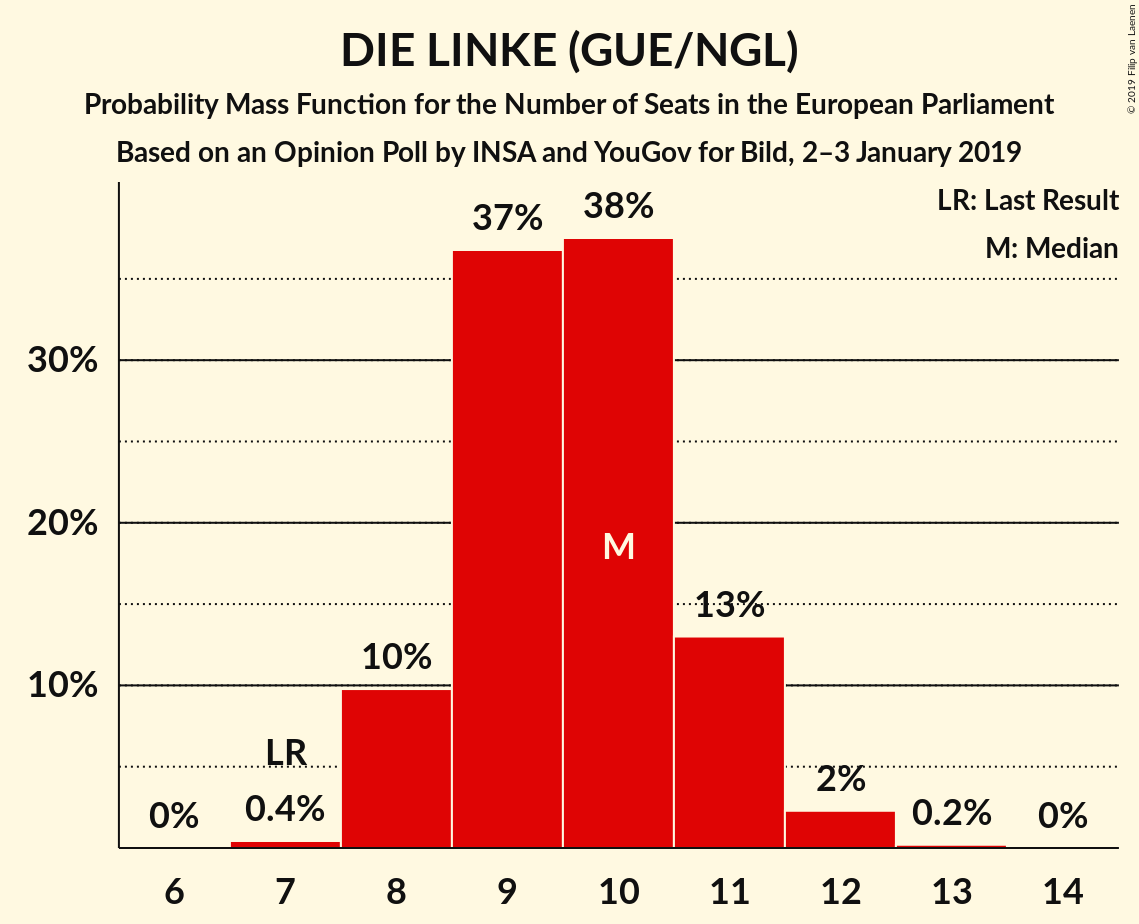 DIE LINKE (GUE/NGL)
Probability Mass Function for the Number of Seats in the European Parliament
Based on an Opinion Poll by INSA and YouGov for Bild, 2–3 January 2019
© 2019 Filip van Laenen
LR: Last Result
M: Median
37%
38%
30%
20%
M
13%
10%
10%
LR
0%
0.4%
2%
0.2%
0%
6 7 8 9 10 11 12 13 14